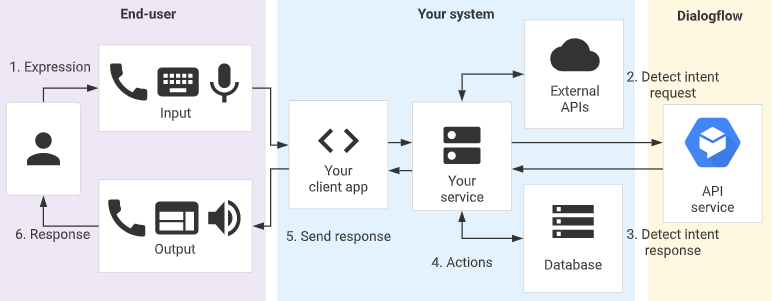 End-user
Your system
Dialogflow
1. Expression
Input
External
APIs
2. Detect intent
request
Your
client app
Your
service
API
service
6. Response
Output
5. Send response
4. Actions
Database
3. Detect intent
response